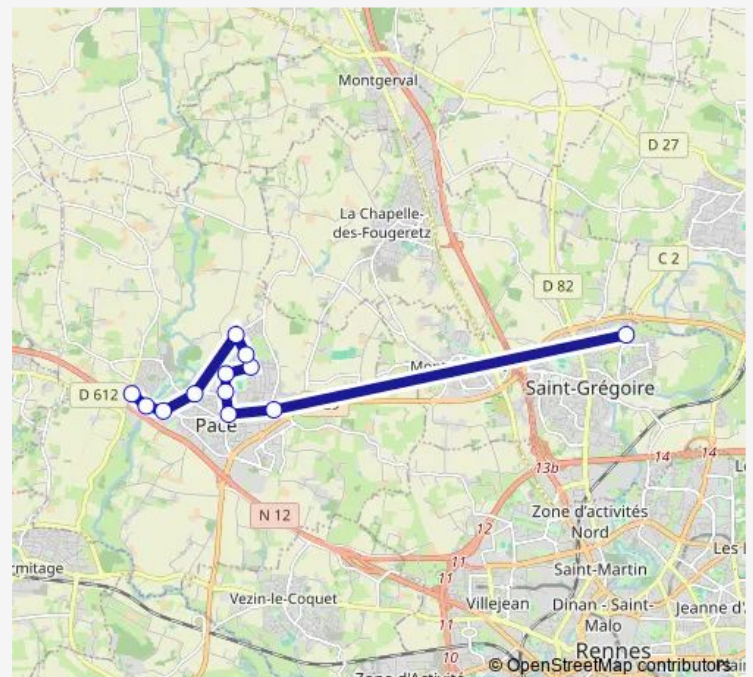 Montgerval
D 27
La Chapelle-
des-Fougeretz
C 2
D 82
D 612
Saint-Grégoire
Pacé
13b
14
14
Zone d'activités
Nord
N 12
12
11
11
Saint-Martin
11
Vezin-le-Coquet
Villejean
Dinan - Saint-
Malo
11
10
Rennes
© OpenStreetMap contributors